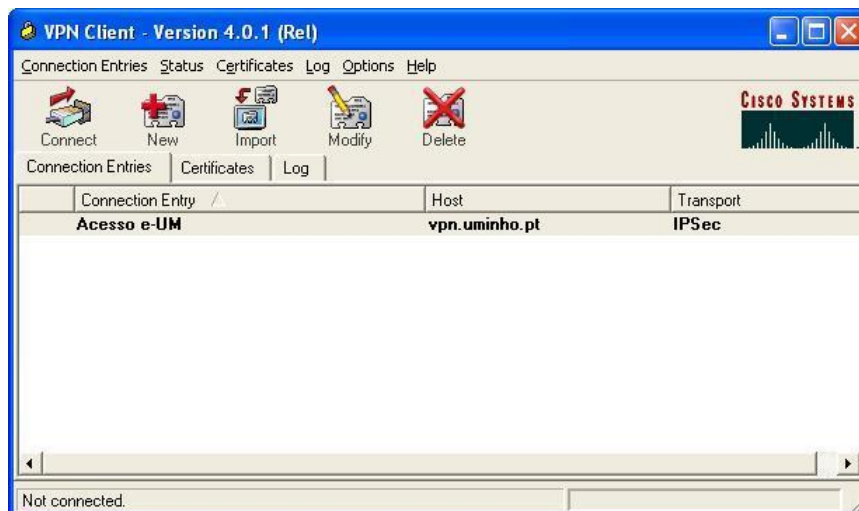 VPN Client - Version 4.0.1 (Rel)
Connection Entries Status Certificates Log Options Help
Connect New Import Modify Delete
CISCO SYSTEMS
Connection Entries Certificates Log
Connection Entry Host Transport
Acesso e-UM vpn.uminho.pt IPSec
Not connected.